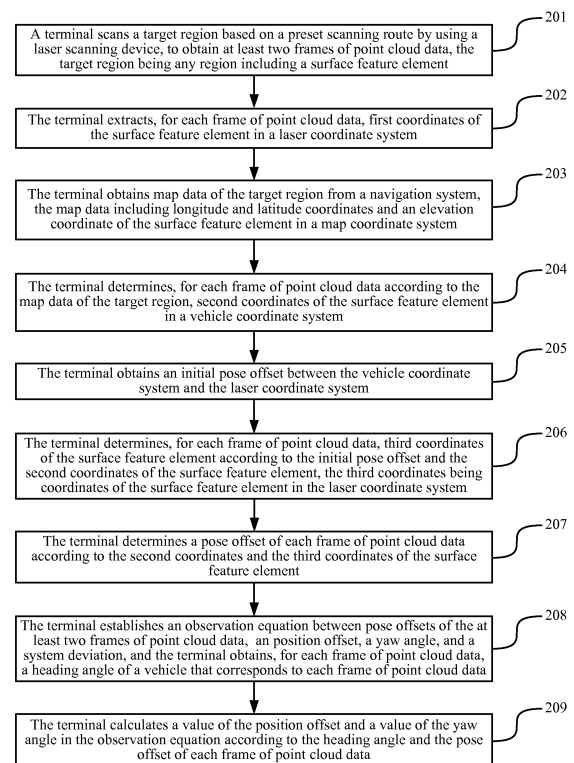 201
A terminal scans a target region based on a preset scanning route by using a
laser scanning device, to obtain at least two frames of point cloud data, the
target region being any region including a surface feature element
202
The terminal extracts, for each frame of point cloud data, first coordinates
of the surface feature element in a laser coordinate system
203
The terminal obtains map data of the target region from a navigation system,
the map data including longitude and latitude coordinates and an elevation
coordinate of the surface feature element in a map coordinate system
204
The terminal determines, for each frame of point cloud data according to the
map data of the target region, second coordinates of the surface feature element
in a vehicle coordinate system
205
The terminal obtains an initial pose offset between the vehicle coordinate
system and the laser coordinate system
206
The terminal determines, for each frame of point cloud data, third coordinates
of the surface feature element according to the initial pose offset and the
second coordinates of the surface feature element, the third coordinates being
coordinates of the surface feature element in the laser coordinate system
207
The terminal determines a pose offset of each frame of point cloud data
according to the second coordinates and the third coordinates of the surface
feature element
208
The terminal establishes an observation equation between pose offsets of the at
least two frames of point cloud data, an position offset, a yaw angle, and a
system deviation, and the terminal obtains, for each frame of point cloud data,
a heading angle of a vehicle that corresponds to each frame of point cloud data
209
The terminal calculates a value of the position offset and a value of the yaw
angle in the observation equation according to the heading angle and the pose
offset of each frame of point cloud data